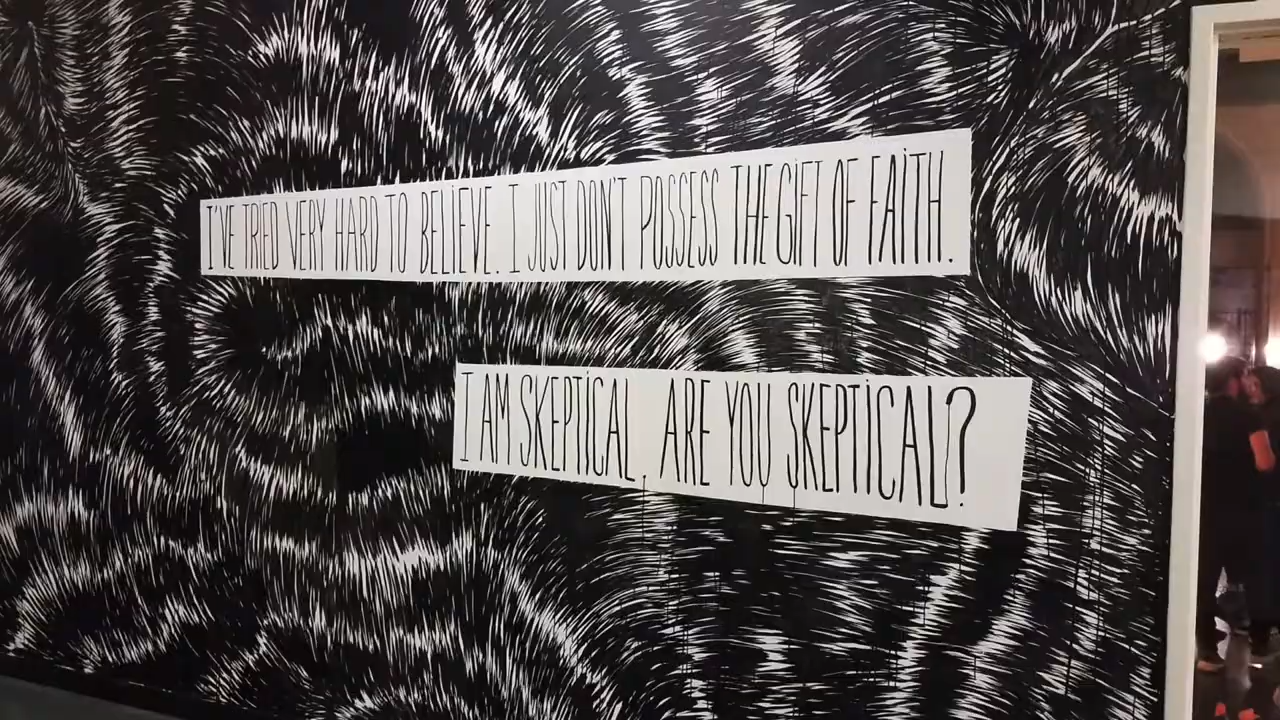 I'VE TRIED VERY HARD TO BELIEVE. I JUST DON'T POSSESS THE GIFT OF FAITH.
I AM SKEPTICAL, ARE YOU SKEPTICAL?